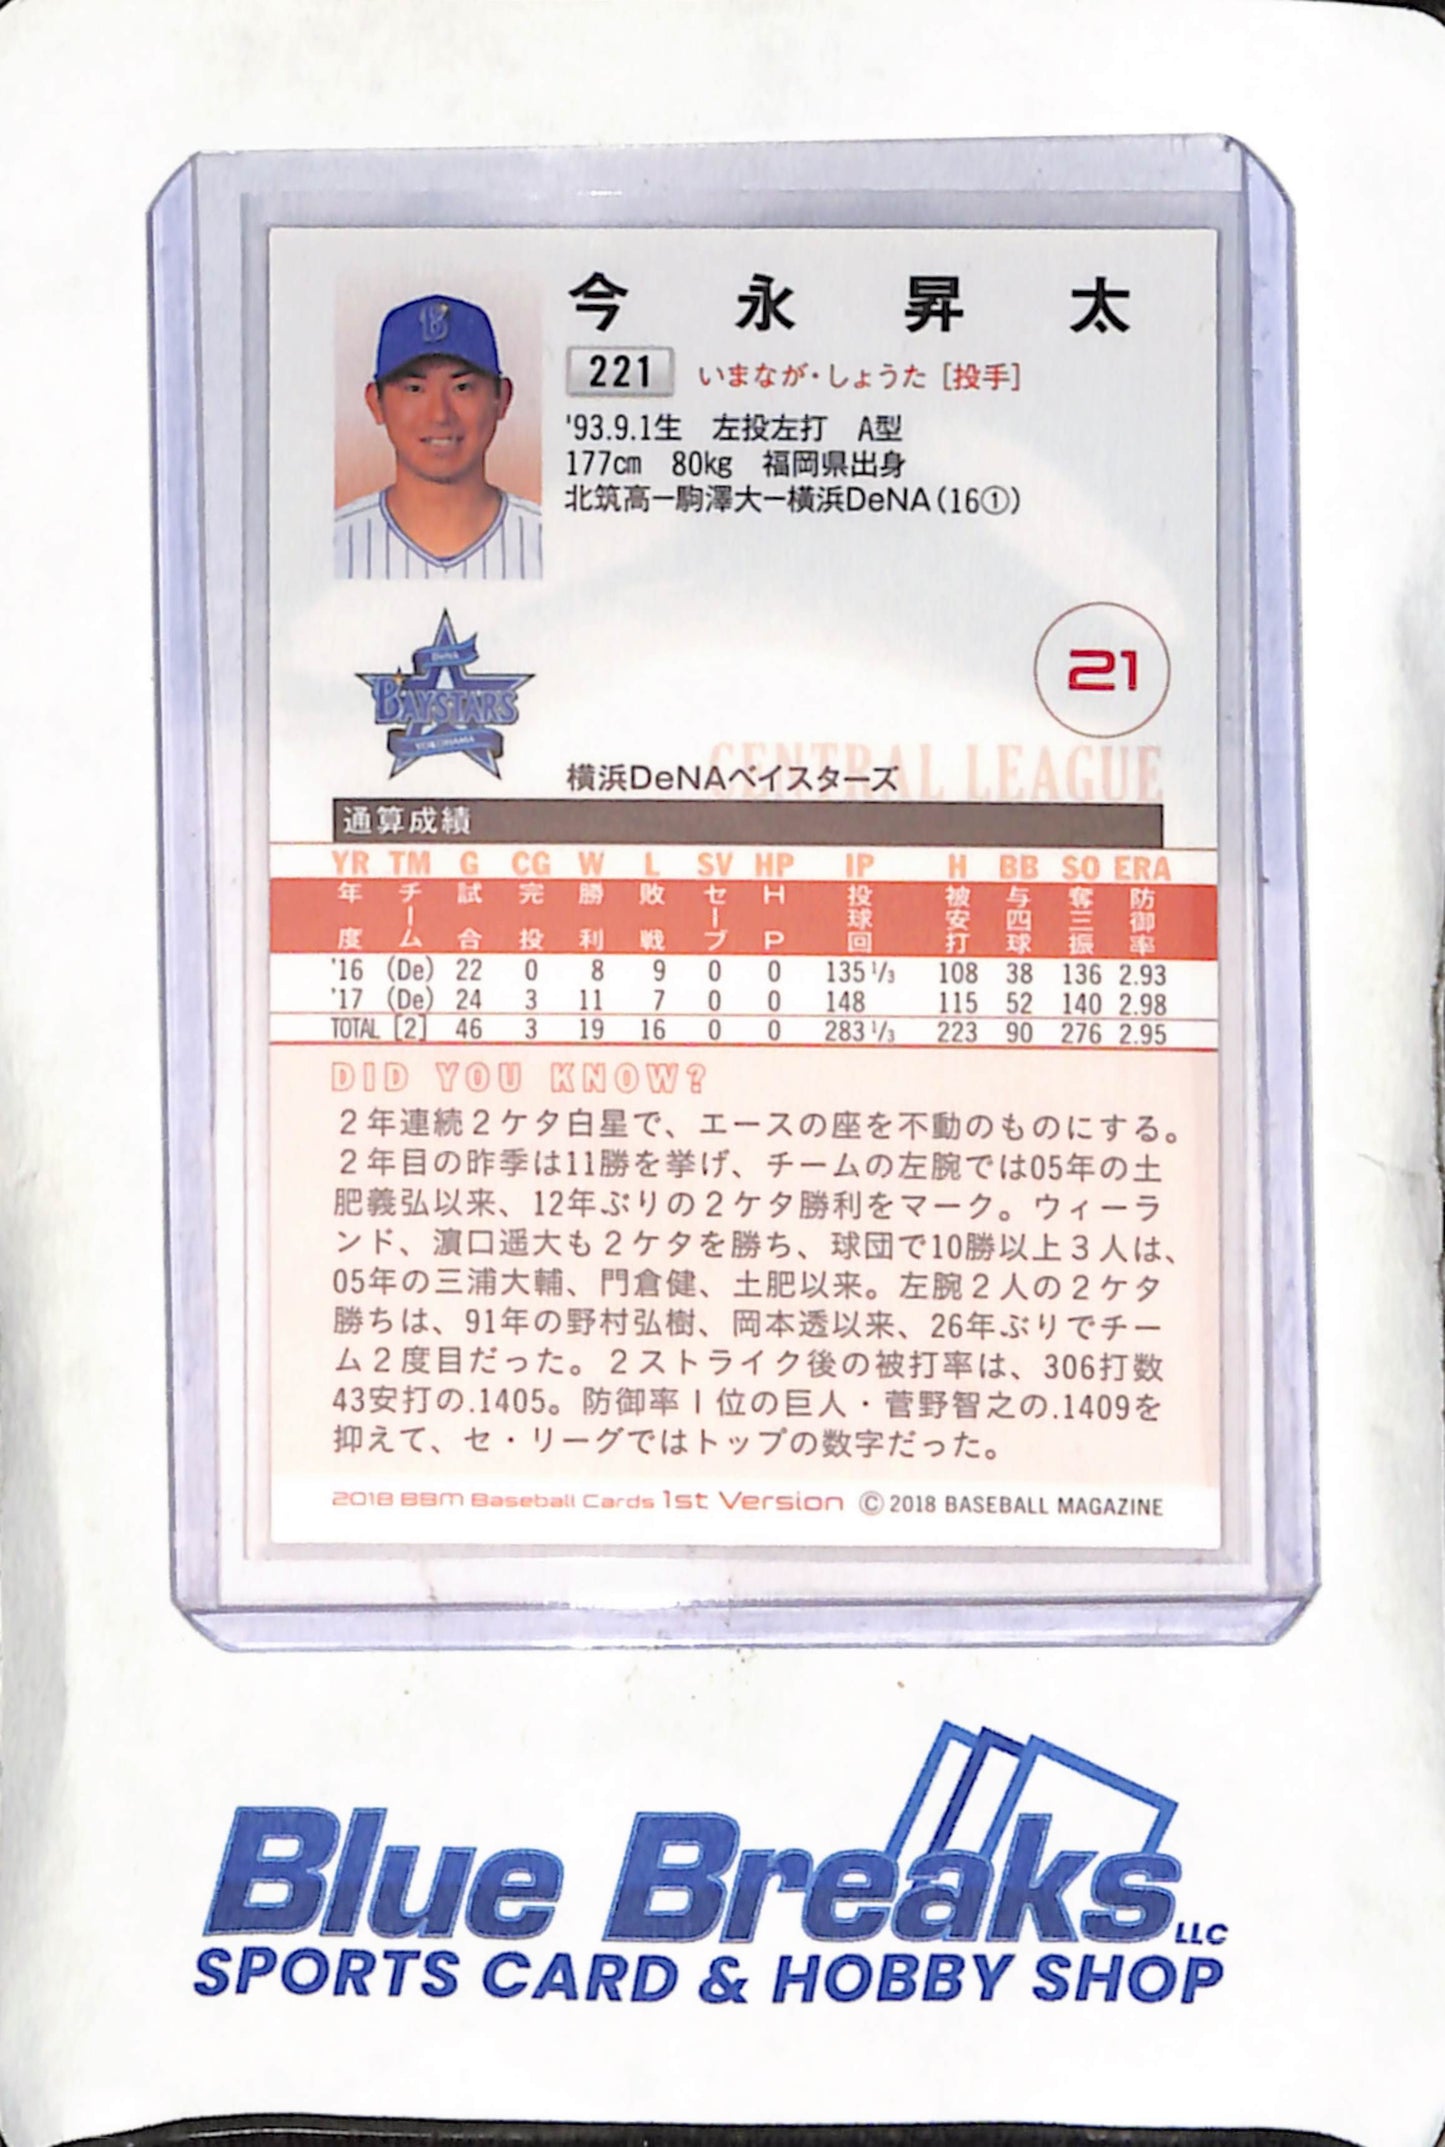 今永昇太
221 いまなが・しょうた [投手]
'93.9.1生 左投左打 A型
177cm 80kg 福岡県出身
北筑高ー駒澤大ー横浜DeNA(16①)
DeNA
BAYSTARS
YOKOHAMA
21
CENTRAL LEAGUE
横浜DeNAベイスターズ
通算成績
YR TM G CG W L SV HP IP H BB SO ERA
年度 チーム 試合 完投 勝利 敗戦 セーブ HP 投球回 被安打 与四球 奪三振 防御率
'16 (De) 22 0 8 9 0 0 135 1/3 108 38 136 2.93
'17 (De) 24 3 11 7 0 0 148 115 52 140 2.98
TOTAL [2] 46 3 19 16 0 0 283 1/3 223 90 276 2.95
DID YOU KNOW?
2年連続2ケタ白星で、エースの座を不動のものにする。
2年目の昨季は11勝を挙げ、チームの左腕では05年の土
肥義弘以来、12年ぶりの2ケタ勝利をマーク。ウィーラ
ンド、濵口遥大も2ケタを勝ち、球団で10勝以上3人は、
05年の三浦大輔、門倉健、土肥以来。左腕2人の2ケタ
勝ちは、91年の野村弘樹、岡本透以来、26年ぶりでチー
ム2度目だった。2ストライク後の被打率は、306打数
43安打の.1405。防御率1位の巨人・菅野智之の.1409を
抑えて、セ・リーグではトップの数字だった。
2018 BBM Baseball Cards 1st Version © 2018 BASEBALL MAGAZINE
Blue Breaks LLC
SPORTS CARD & HOBBY SHOP